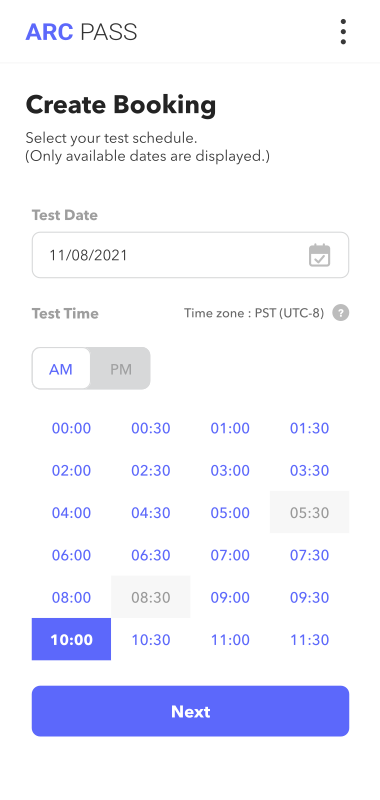 ARC PASS
Create Booking
Select your test schedule.
(Only available dates are displayed.)
Test Date
11/08/2021
Test Time
Time zone : PST (UTC-8) ?
AM PM
00:00 00:30 01:00 01:30
02:00 02:30 03:00 03:30
04:00 04:30 05:00 05:30
06:00 06:30 07:00 07:30
08:00 08:30 09:00 09:30
10:00 10:30 11:00 11:30
Next